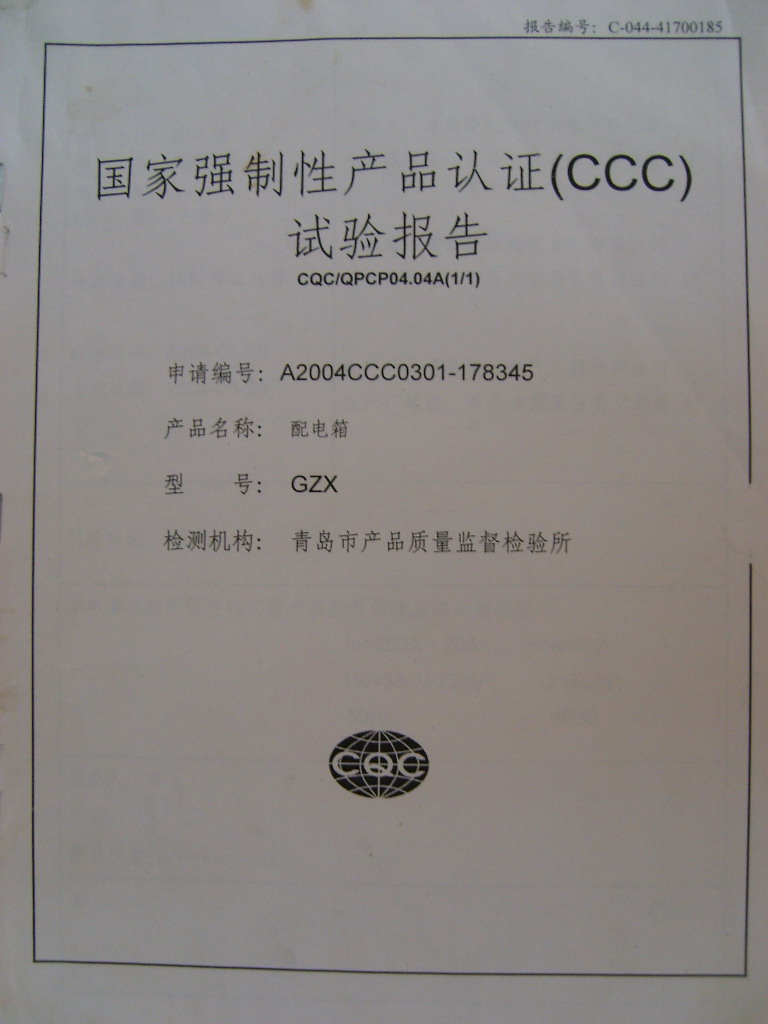 报告编号: C-044-41700185
国家强制性产品认证(CCC)
试验报告
CQC/QPCP04.04A(1/1)
申请编号: A2004CCC0301-178345
产品名称: 配电箱
型 号: GZX
检测机构: 青岛市产品质量监督检验所
CQC